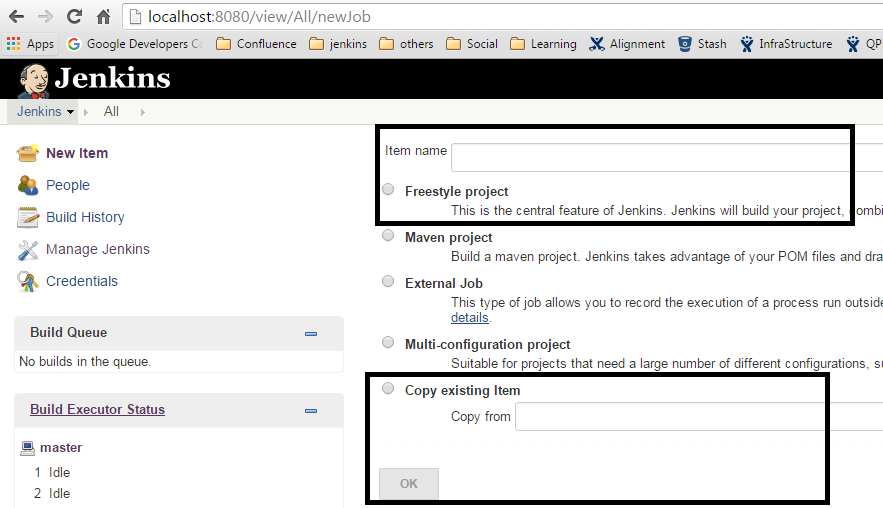 localhost:8080/view/All/newJob
Apps Google Developers Co Confluence jenkins others Social Learning Alignment Stash InfraStructure QP
Jenkins
Jenkins All
New Item
People
Build History
Manage Jenkins
Credentials
Build Queue
No builds in the queue.
Build Executor Status
master
1 Idle
2 Idle
Item name
Freestyle project
This is the central feature of Jenkins. Jenkins will build your project, combi
Maven project
Build a maven project. Jenkins takes advantage of your POM files and dra
External Job
This type of job allows you to record the execution of a process run outside
details.
Multi-configuration project
Suitable for projects that need a large number of different configurations, su
Copy existing Item
Copy from
OK